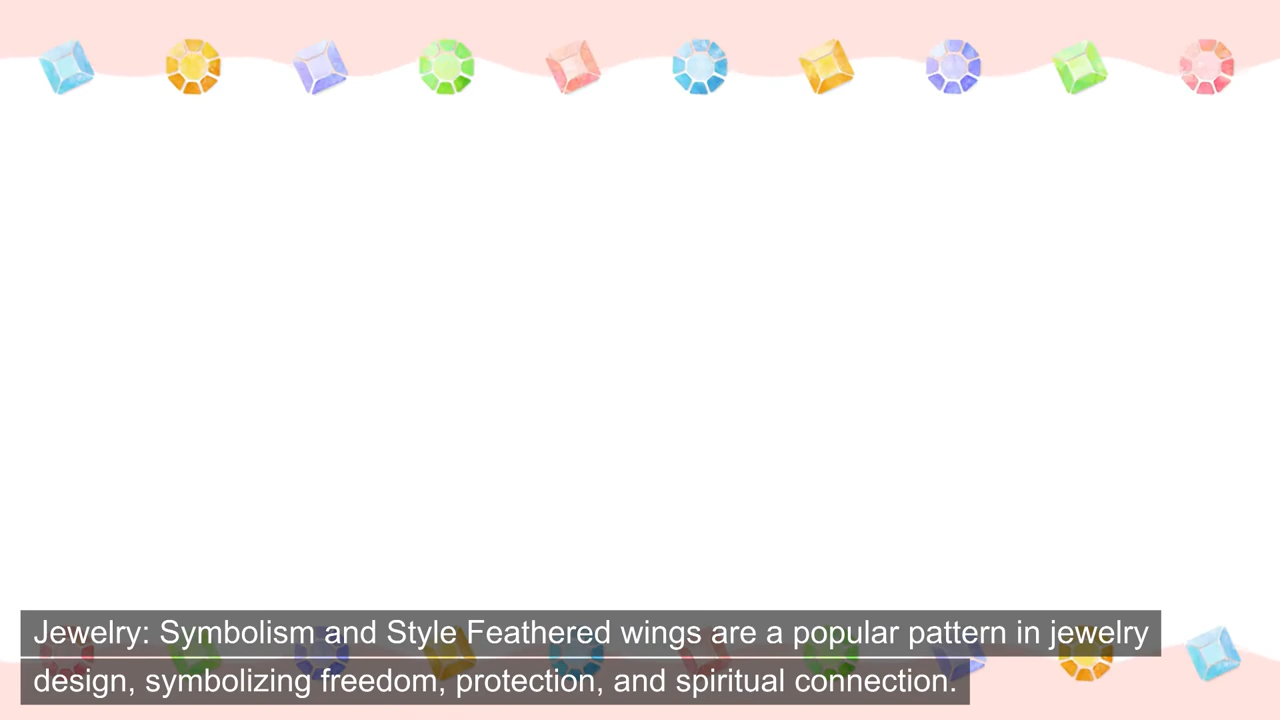 Jewelry: Symbolism and Style Feathered wings are a popular pattern in jewelry
design, symbolizing freedom, protection, and spiritual connection.